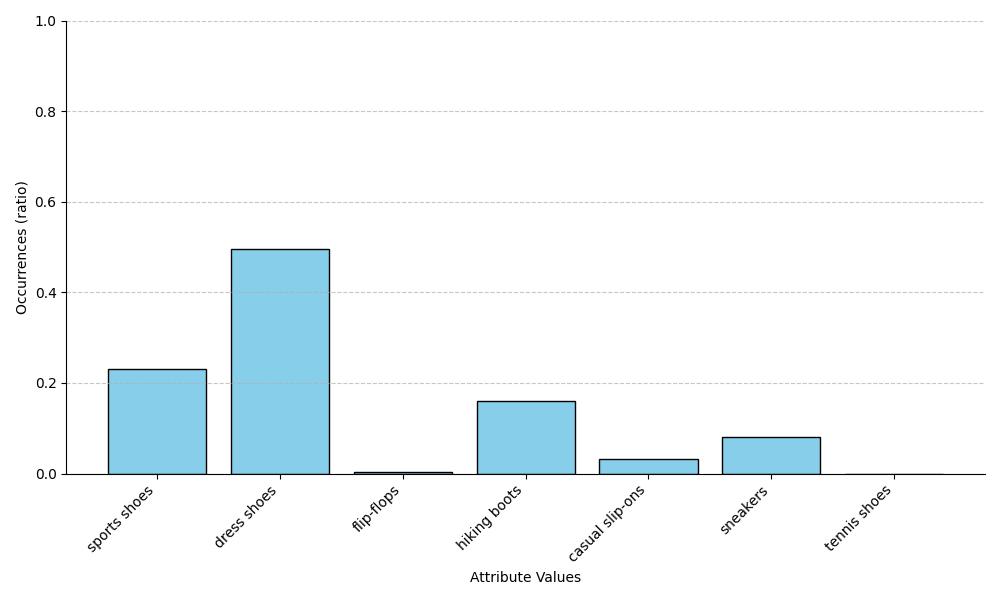 1.0
0.8
0.6
0.4
0.2
0.0
Occurrences (ratio)
sports shoes
dress shoes
flip-flops
hiking boots
casual slip-ons
sneakers
tennis shoes
Attribute Values